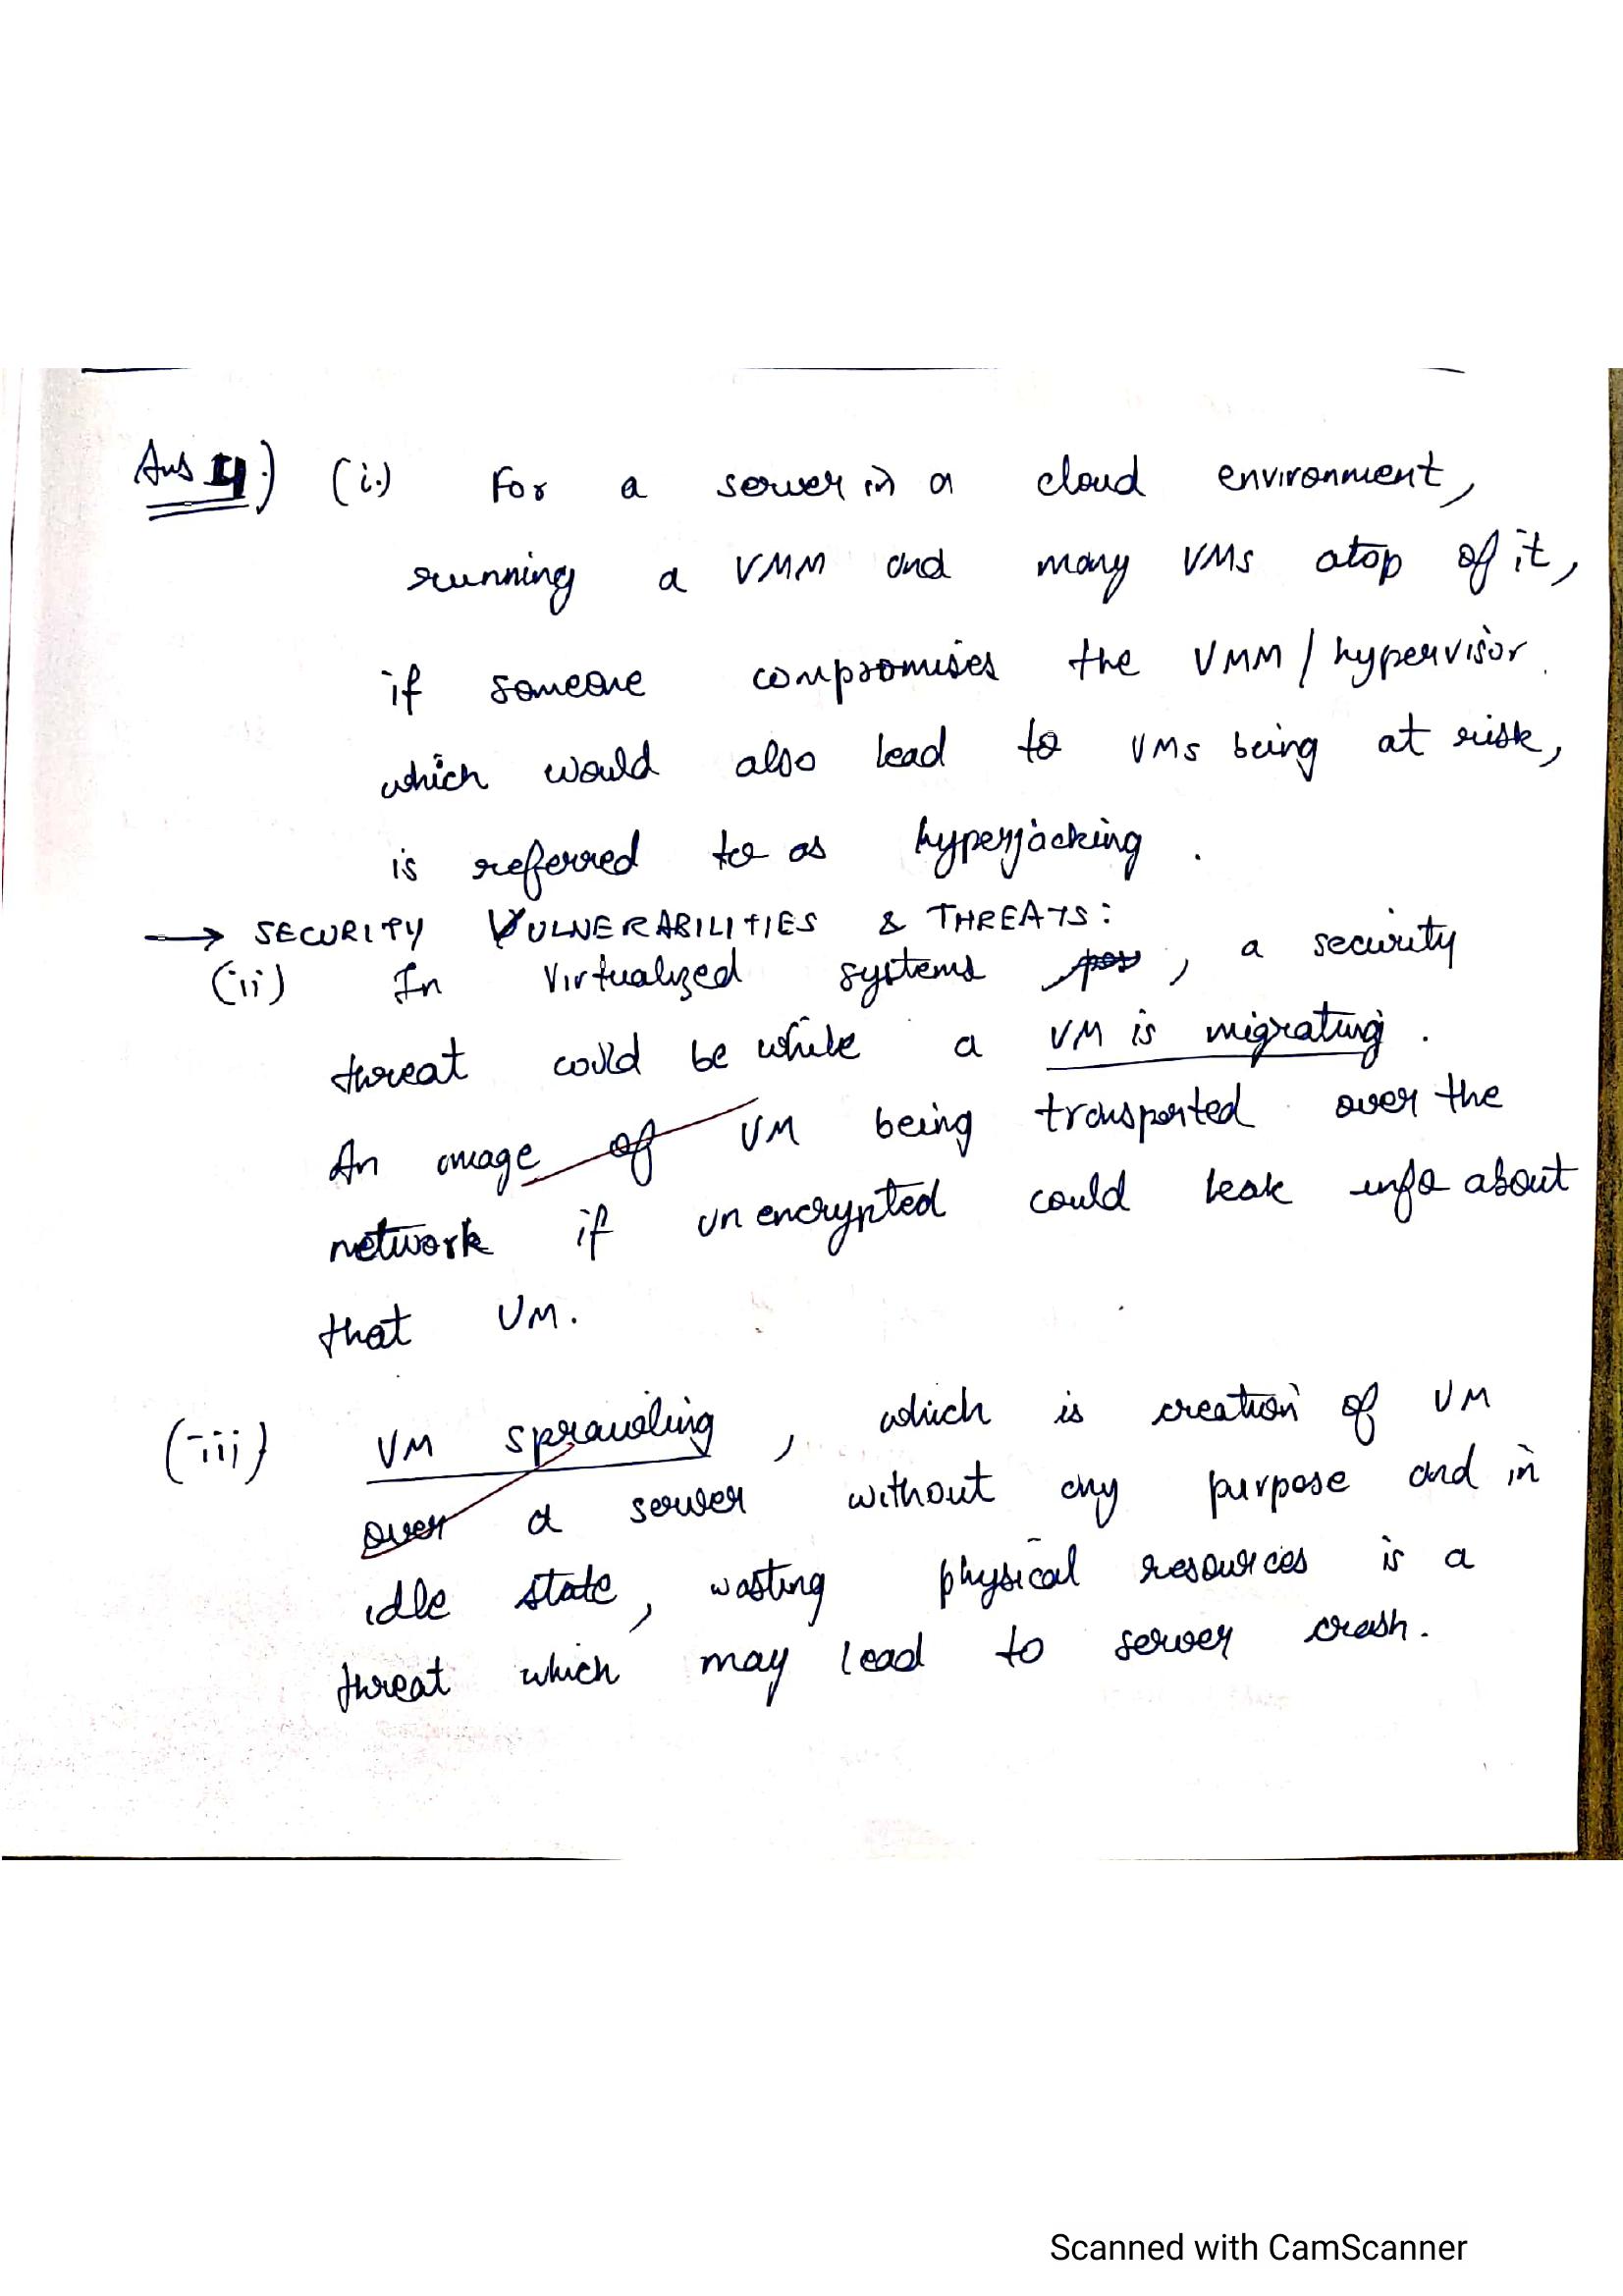 Ans 4.) (i.) For a server in a cloud environment,
running a VMM and many VMs atop of it,
if someone compromises the VMM / hypervisor.
which would also lead to VMs being at risk,
is referred to as hyperjacking.
→ SECURITY VULNERABILITIES & THREATS:
(ii) In Virtualized systems , a security
threat could be while a VM is migrating.
An image of VM being transported over the
network if unencrypted could leak info about
that VM.
(iii) VM sprawling, which is creation of VM
over a server without any purpose and in
idle state, wasting physical resources is a
threat which may lead to server crash.
Scanned with CamScanner